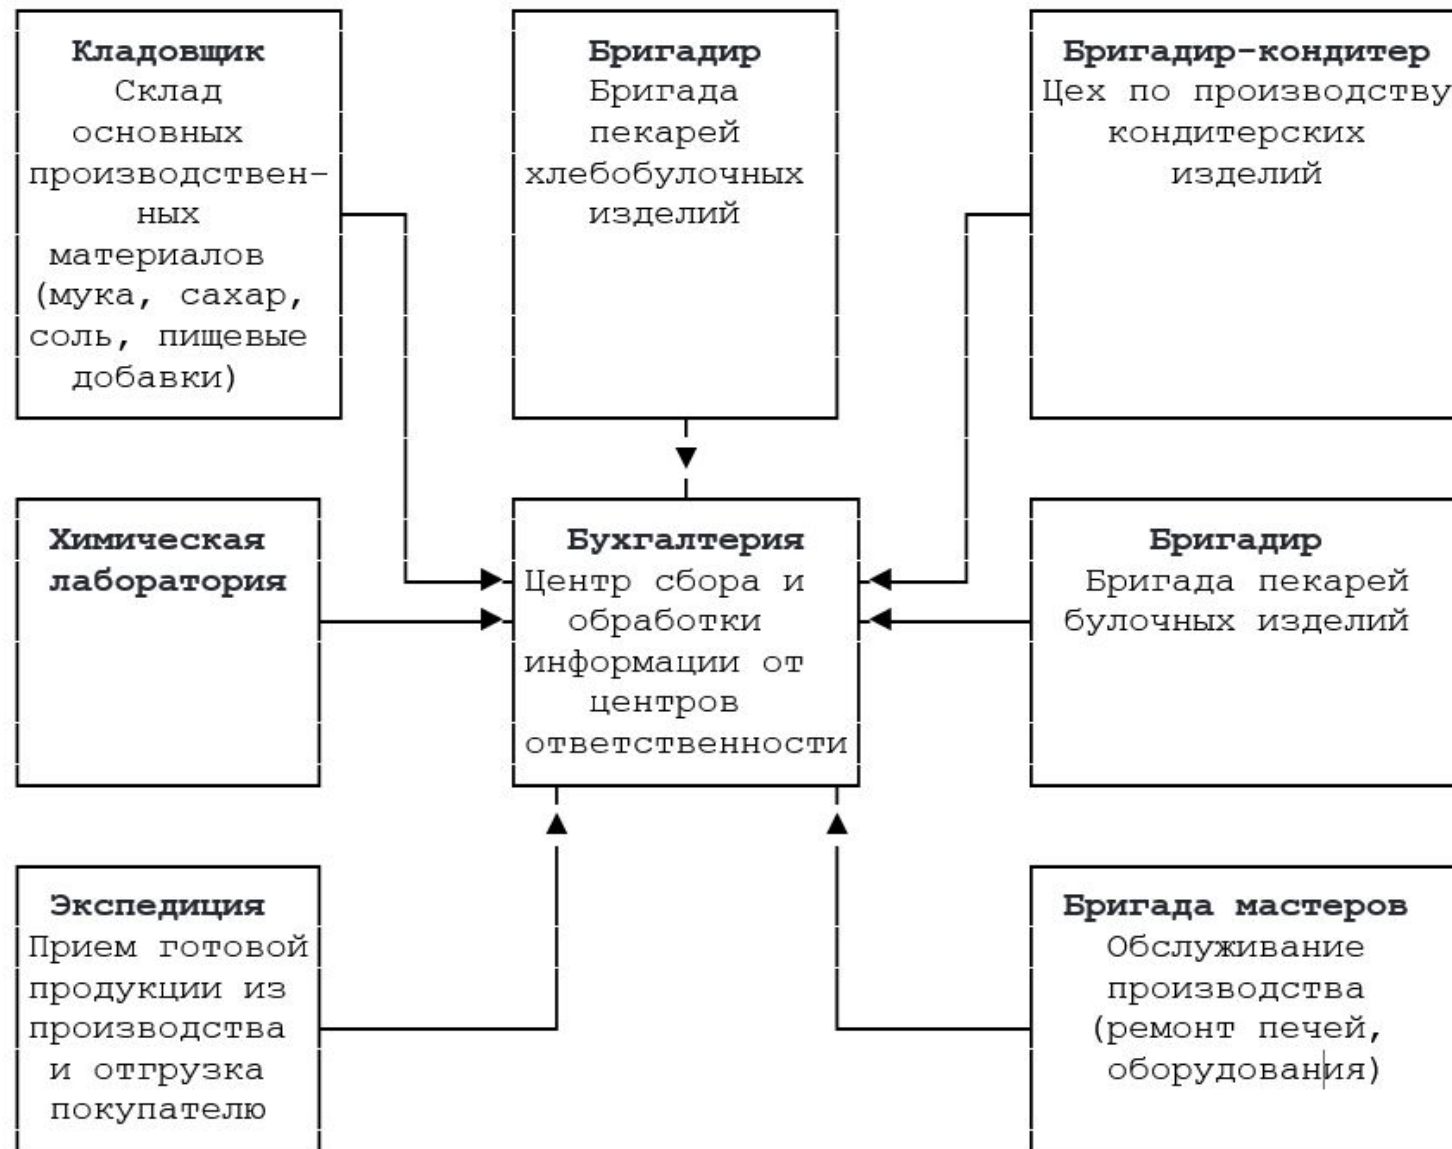 Кладовщик
Склад
основных
производствен-
ных
материалов
(мука, сахар,
соль, пищевые
добавки)
Бригадир
Бригада
пекарей
хлебобулочных
изделий
Бригадир-кондитер
Цех по производству
кондитерских
изделий
Химическая
лаборатория
Бухгалтерия
Центр сбора и
обработки
информации от
центров
ответственности
Бригадир
Бригада пекарей
булочных изделий
Экспедиция
Прием готовой
продукции из
производства
и отгрузка
покупателю
Бригада мастеров
Обслуживание
производства
(ремонт печей,
оборудования)